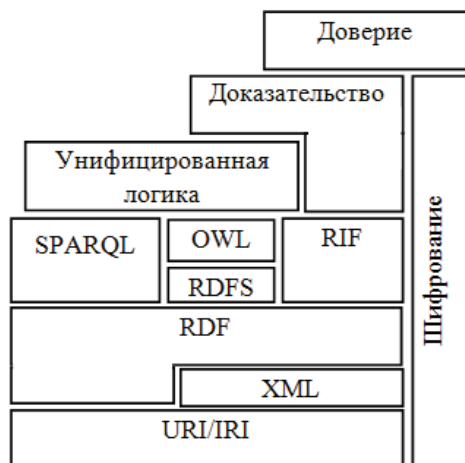 Доверие
Доказательство
Унифицированная
логика
SPARQL
OWL
RIF
RDFS
RDF
XML
URI/IRI
Шифрование